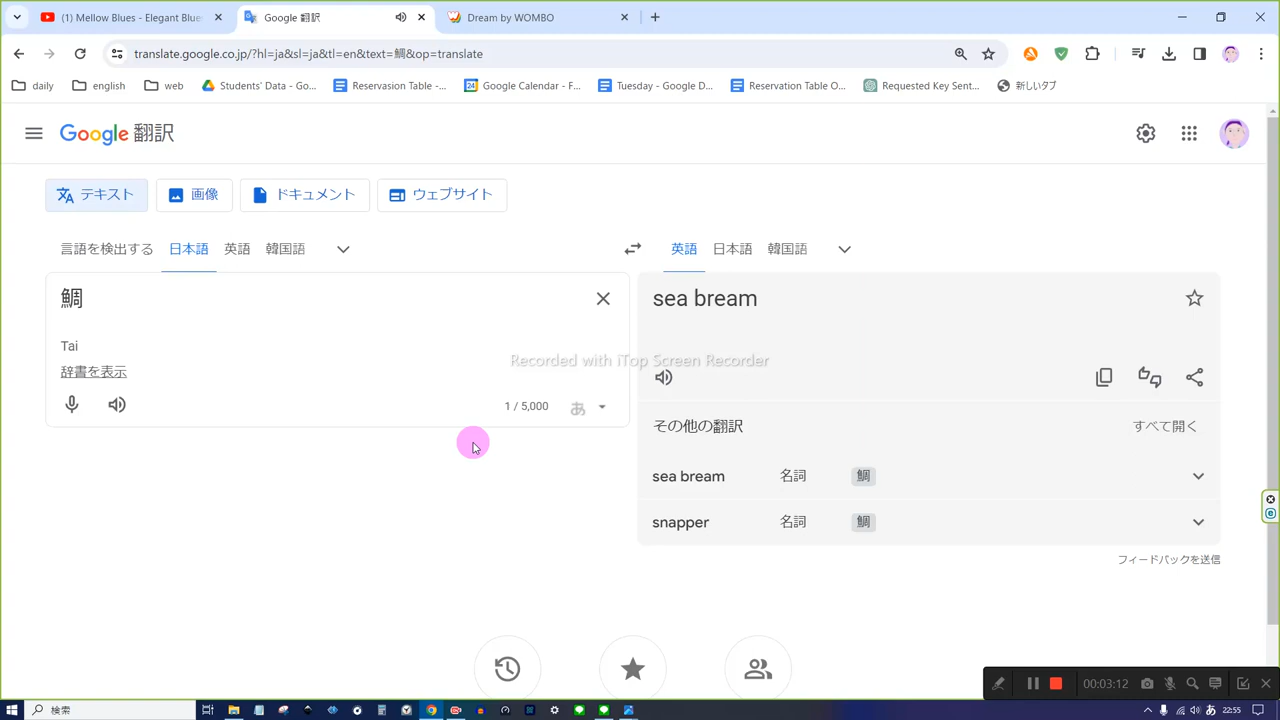 (1) Mellow Blues - Elegant Blue
Google 翻訳
Dream by WOMBO
translate.google.co.jp/?hl=ja&sl=ja&tl=en&text=鯛&op=translate
daily
english
web
Students' Data - Go...
Reservasion Table -...
Google Calendar - F...
Tuesday - Google D...
Reservation Table O...
Requested Key Sent...
新しいタブ
Google 翻訳
テキスト
画像
ドキュメント
ウェブサイト
言語を検出する
日本語
英語
韓国語
英語
日本語
韓国語
鯛
sea bream
Tai
Recorded with iTop Screen Recorder
辞書を表示
1 / 5,000
あ
その他の翻訳
すべて開く
sea bream
名詞
鯛
snapper
名詞
鯛
フィードバックを送信
00:03:12
検索
あ
22:55